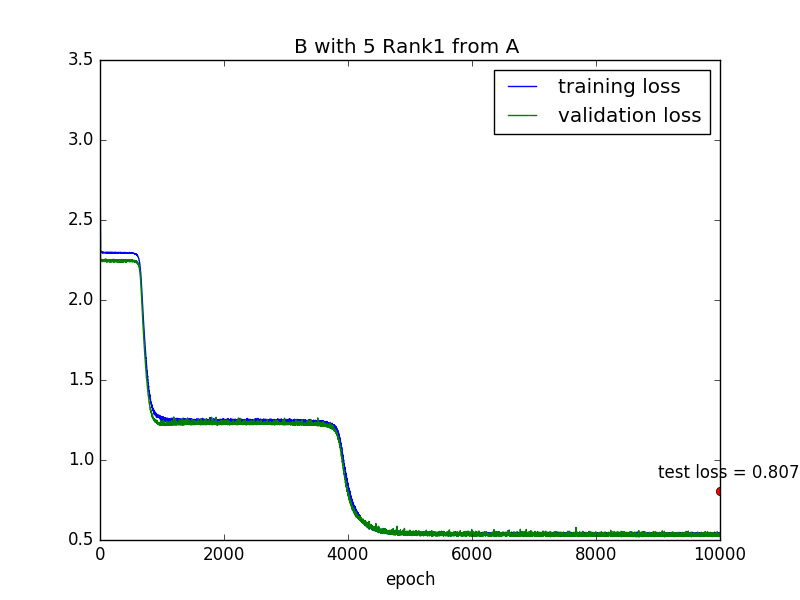 B with 5 Rank1 from A
3.5
3.0
2.5
2.0
1.5
1.0
0.5
training loss
validation loss
test loss = 0.807
0
2000
4000
6000
8000
10000
epoch